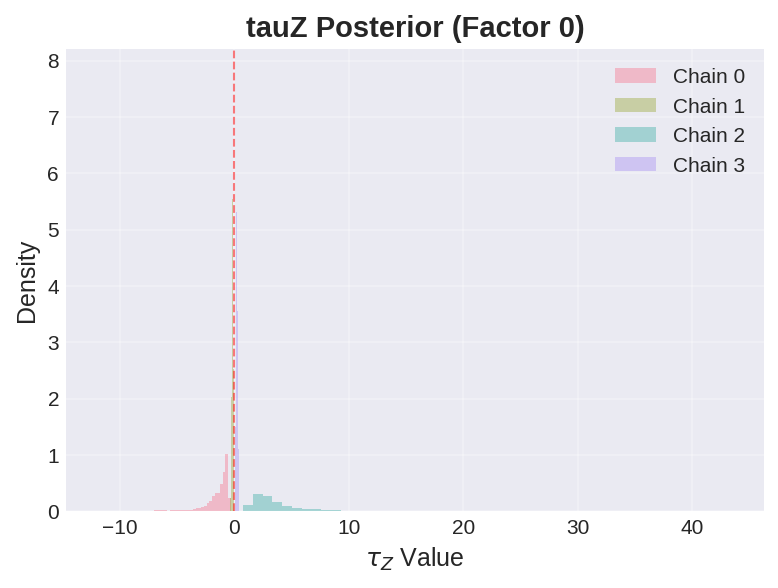 tauZ Posterior (Factor 0)
8
7
6
5
4
3
2
1
0
Density
Chain 0
Chain 1
Chain 2
Chain 3
−10 0 10 20 30 40
τ_Z Value